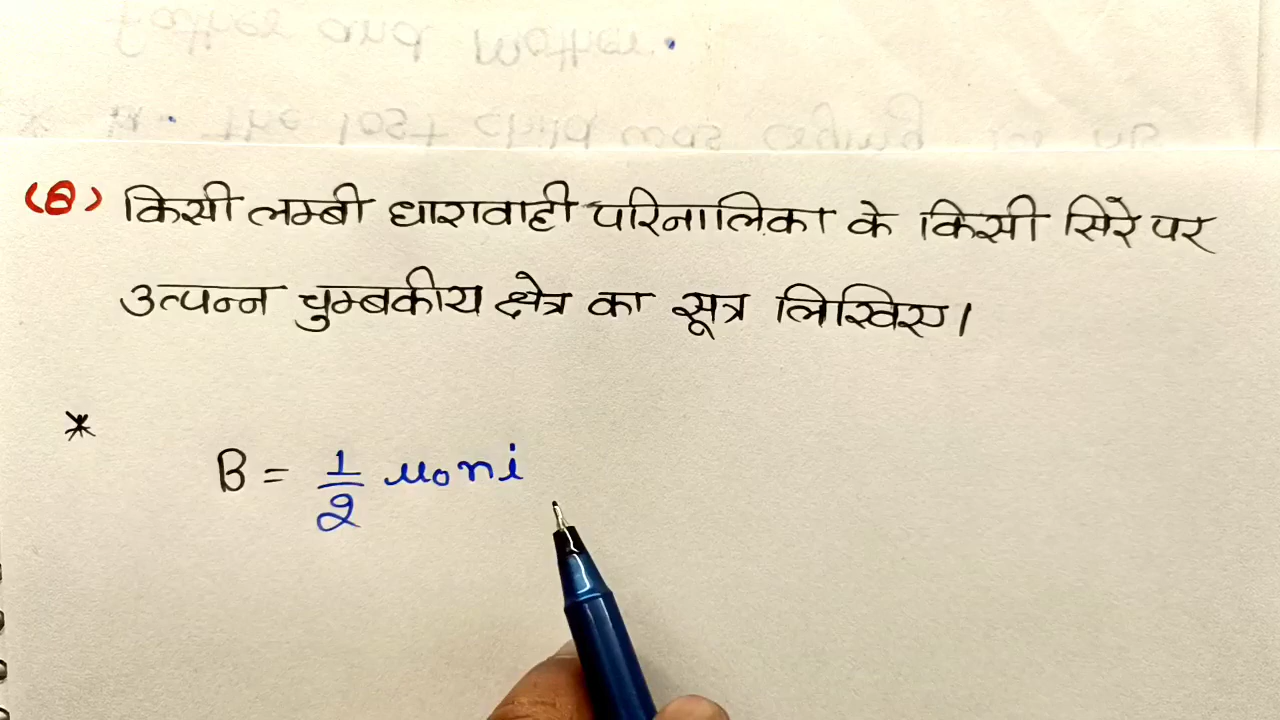 (8) किसी लम्बी धारावाही परिनालिका के किसी सिरे पर
उत्पन्न चुम्बकीय क्षेत्र का सूत्र लिखिए।
*
B = 1/2 μ₀ni